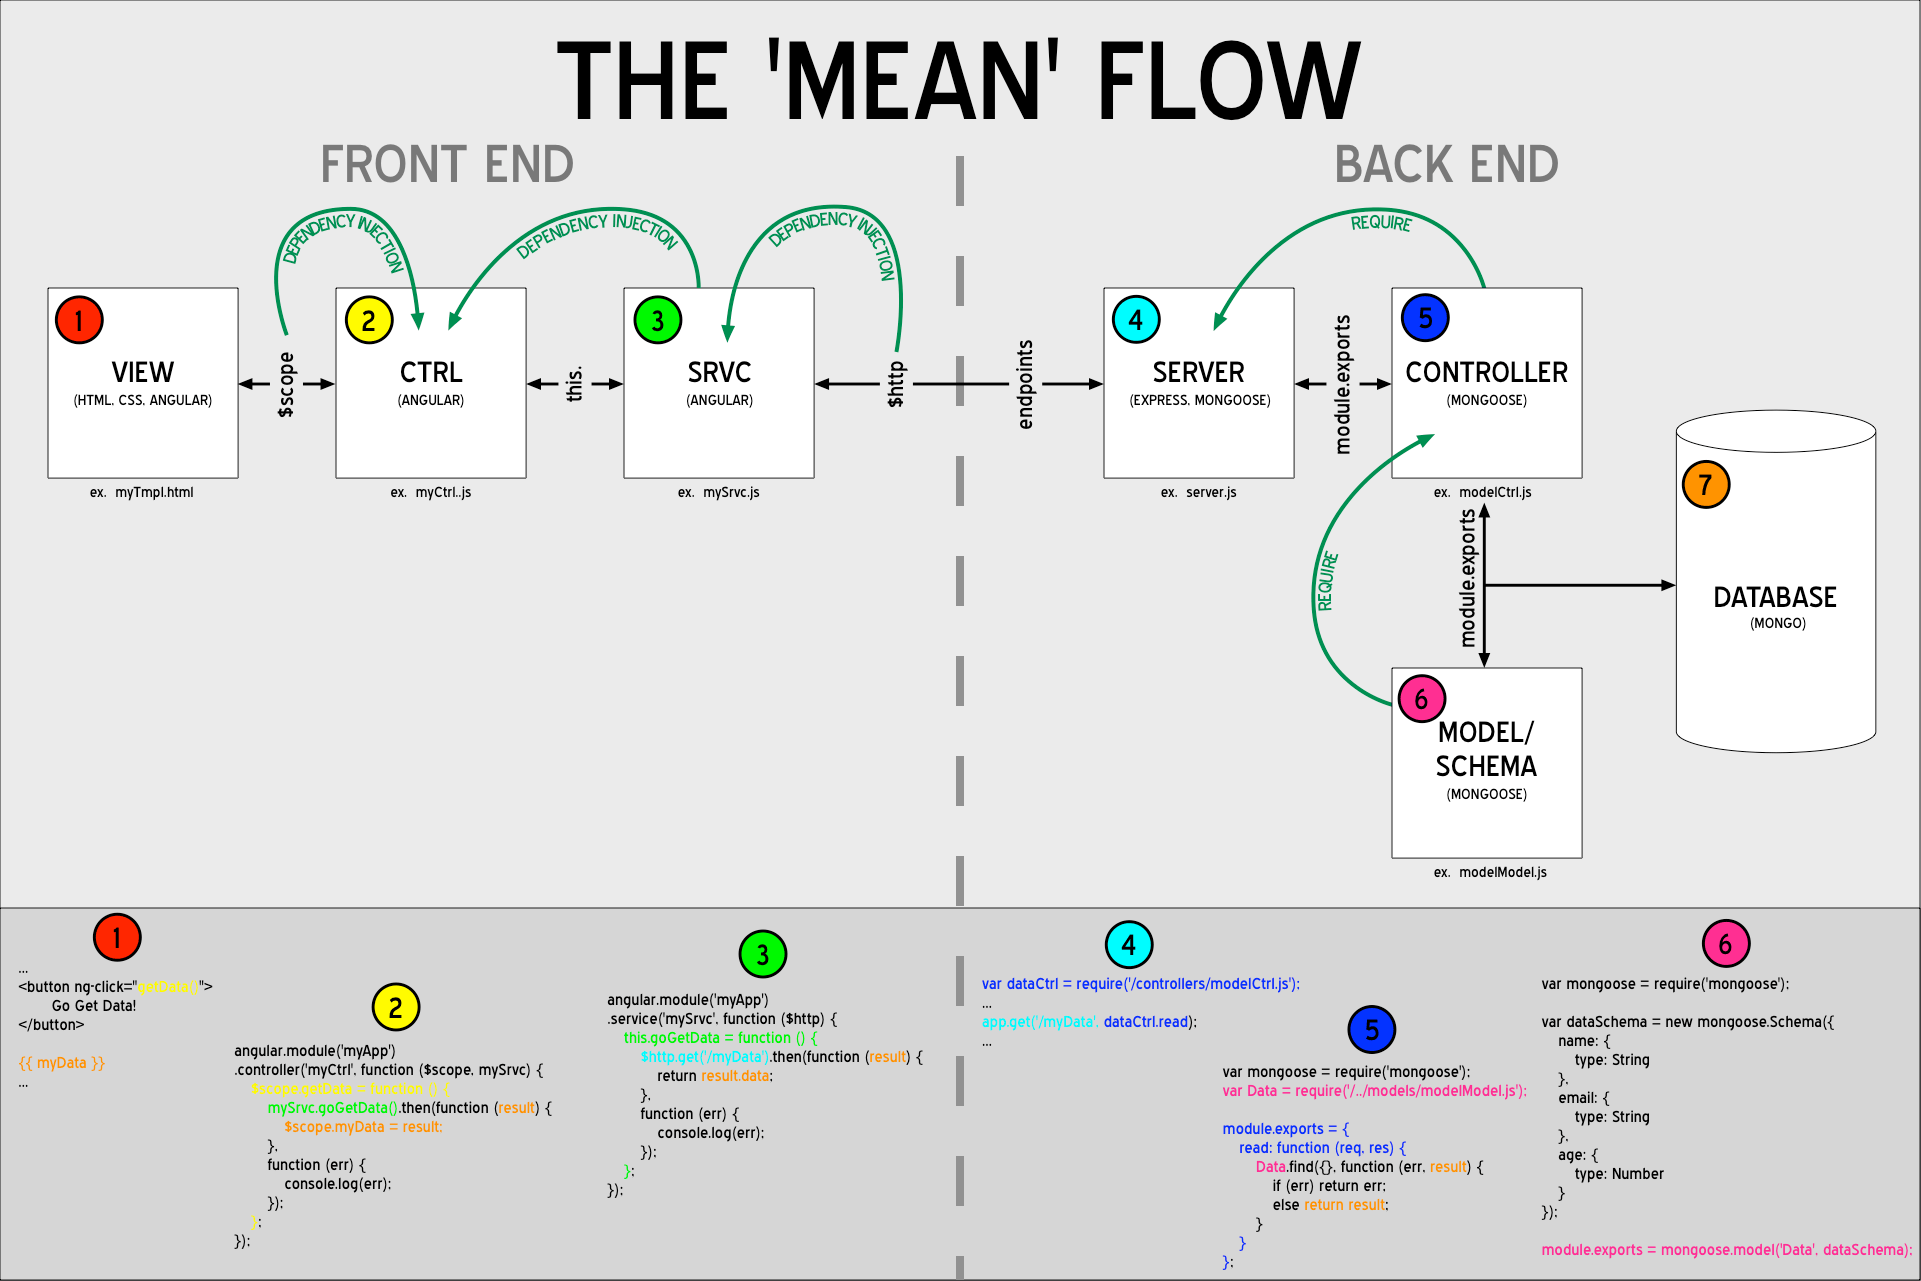 THE 'MEAN' FLOW
FRONT END
BACK END
DEPENDENCY INJECTION
DEPENDENCY INJECTION
DEPENDENCY INJECTION
REQUIRE
1
VIEW
(HTML, CSS, ANGULAR)
ex. myTmpl.html
$scope
2
CTRL
(ANGULAR)
ex. myCtrl..js
this.
3
SRVC
(ANGULAR)
ex. mySrvc.js
$http
endpoints
4
SERVER
(EXPRESS, MONGOOSE)
ex. server.js
module.exports
5
CONTROLLER
(MONGOOSE)
ex. modelCtrl.js
REQUIRE
module.exports
6
MODEL/
SCHEMA
(MONGOOSE)
ex. modelModel.js
7
DATABASE
(MONGO)
1
...
<button ng-click="getData()">
Go Get Data!
</button>
{{ myData }}
...
2
angular.module('myApp')
.controller('myCtrl', function ($scope, mySrvc) {
$scope.getData = function () {
mySrvc.goGetData().then(function (result) {
$scope.myData = result;
},
function (err) {
console.log(err);
});
};
});
3
angular.module('myApp')
.service('mySrvc', function ($http) {
this.goGetData = function () {
$http.get('/myData').then(function (result) {
return result.data;
},
function (err) {
console.log(err);
});
};
});
4
var dataCtrl = require('/controllers/modelCtrl.js');
...
app.get('/myData', dataCtrl.read);
...
5
var mongoose = require('mongoose');
var Data = require('/../models/modelModel.js');
module.exports = {
read: function (req, res) {
Data.find({}, function (err, result) {
if (err) return err;
else return result;
}
}
};
6
var mongoose = require('mongoose');
var dataSchema = new mongoose.Schema({
name: {
type: String
},
email: {
type: String
},
age: {
type: Number
}
});
module.exports = mongoose.model('Data', dataSchema);